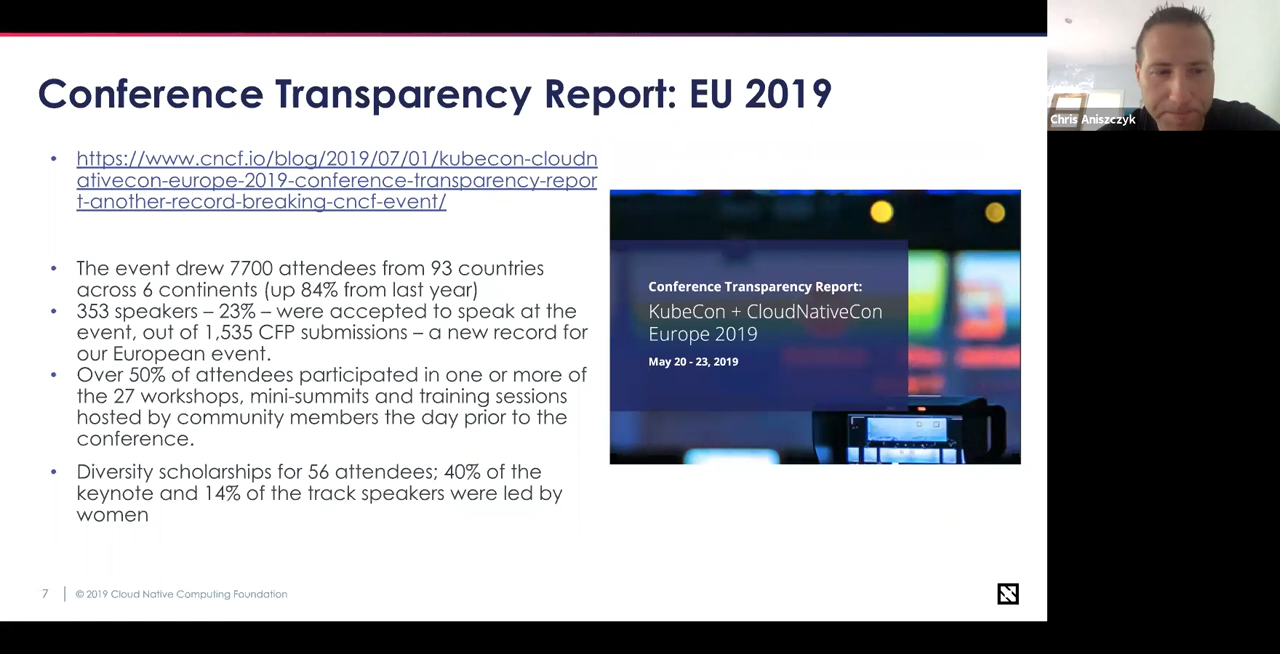 Conference Transparency Report: EU 2019
• https://www.cncf.io/blog/2019/07/01/kubecon-cloudn
ativecon-europe-2019-conference-transparency-repor
t-another-record-breaking-cncf-event/
• The event drew 7700 attendees from 93 countries
across 6 continents (up 84% from last year)
• 353 speakers – 23% – were accepted to speak at the
event, out of 1,535 CFP submissions – a new record for
our European event.
• Over 50% of attendees participated in one or more of
the 27 workshops, mini-summits and training sessions
hosted by community members the day prior to the
conference.
• Diversity scholarships for 56 attendees; 40% of the
keynote and 14% of the track speakers were led by
women
Conference Transparency Report:
KubeCon + CloudNativeCon
Europe 2019
May 20 - 23, 2019
7
© 2019 Cloud Native Computing Foundation
Chris Aniszczyk